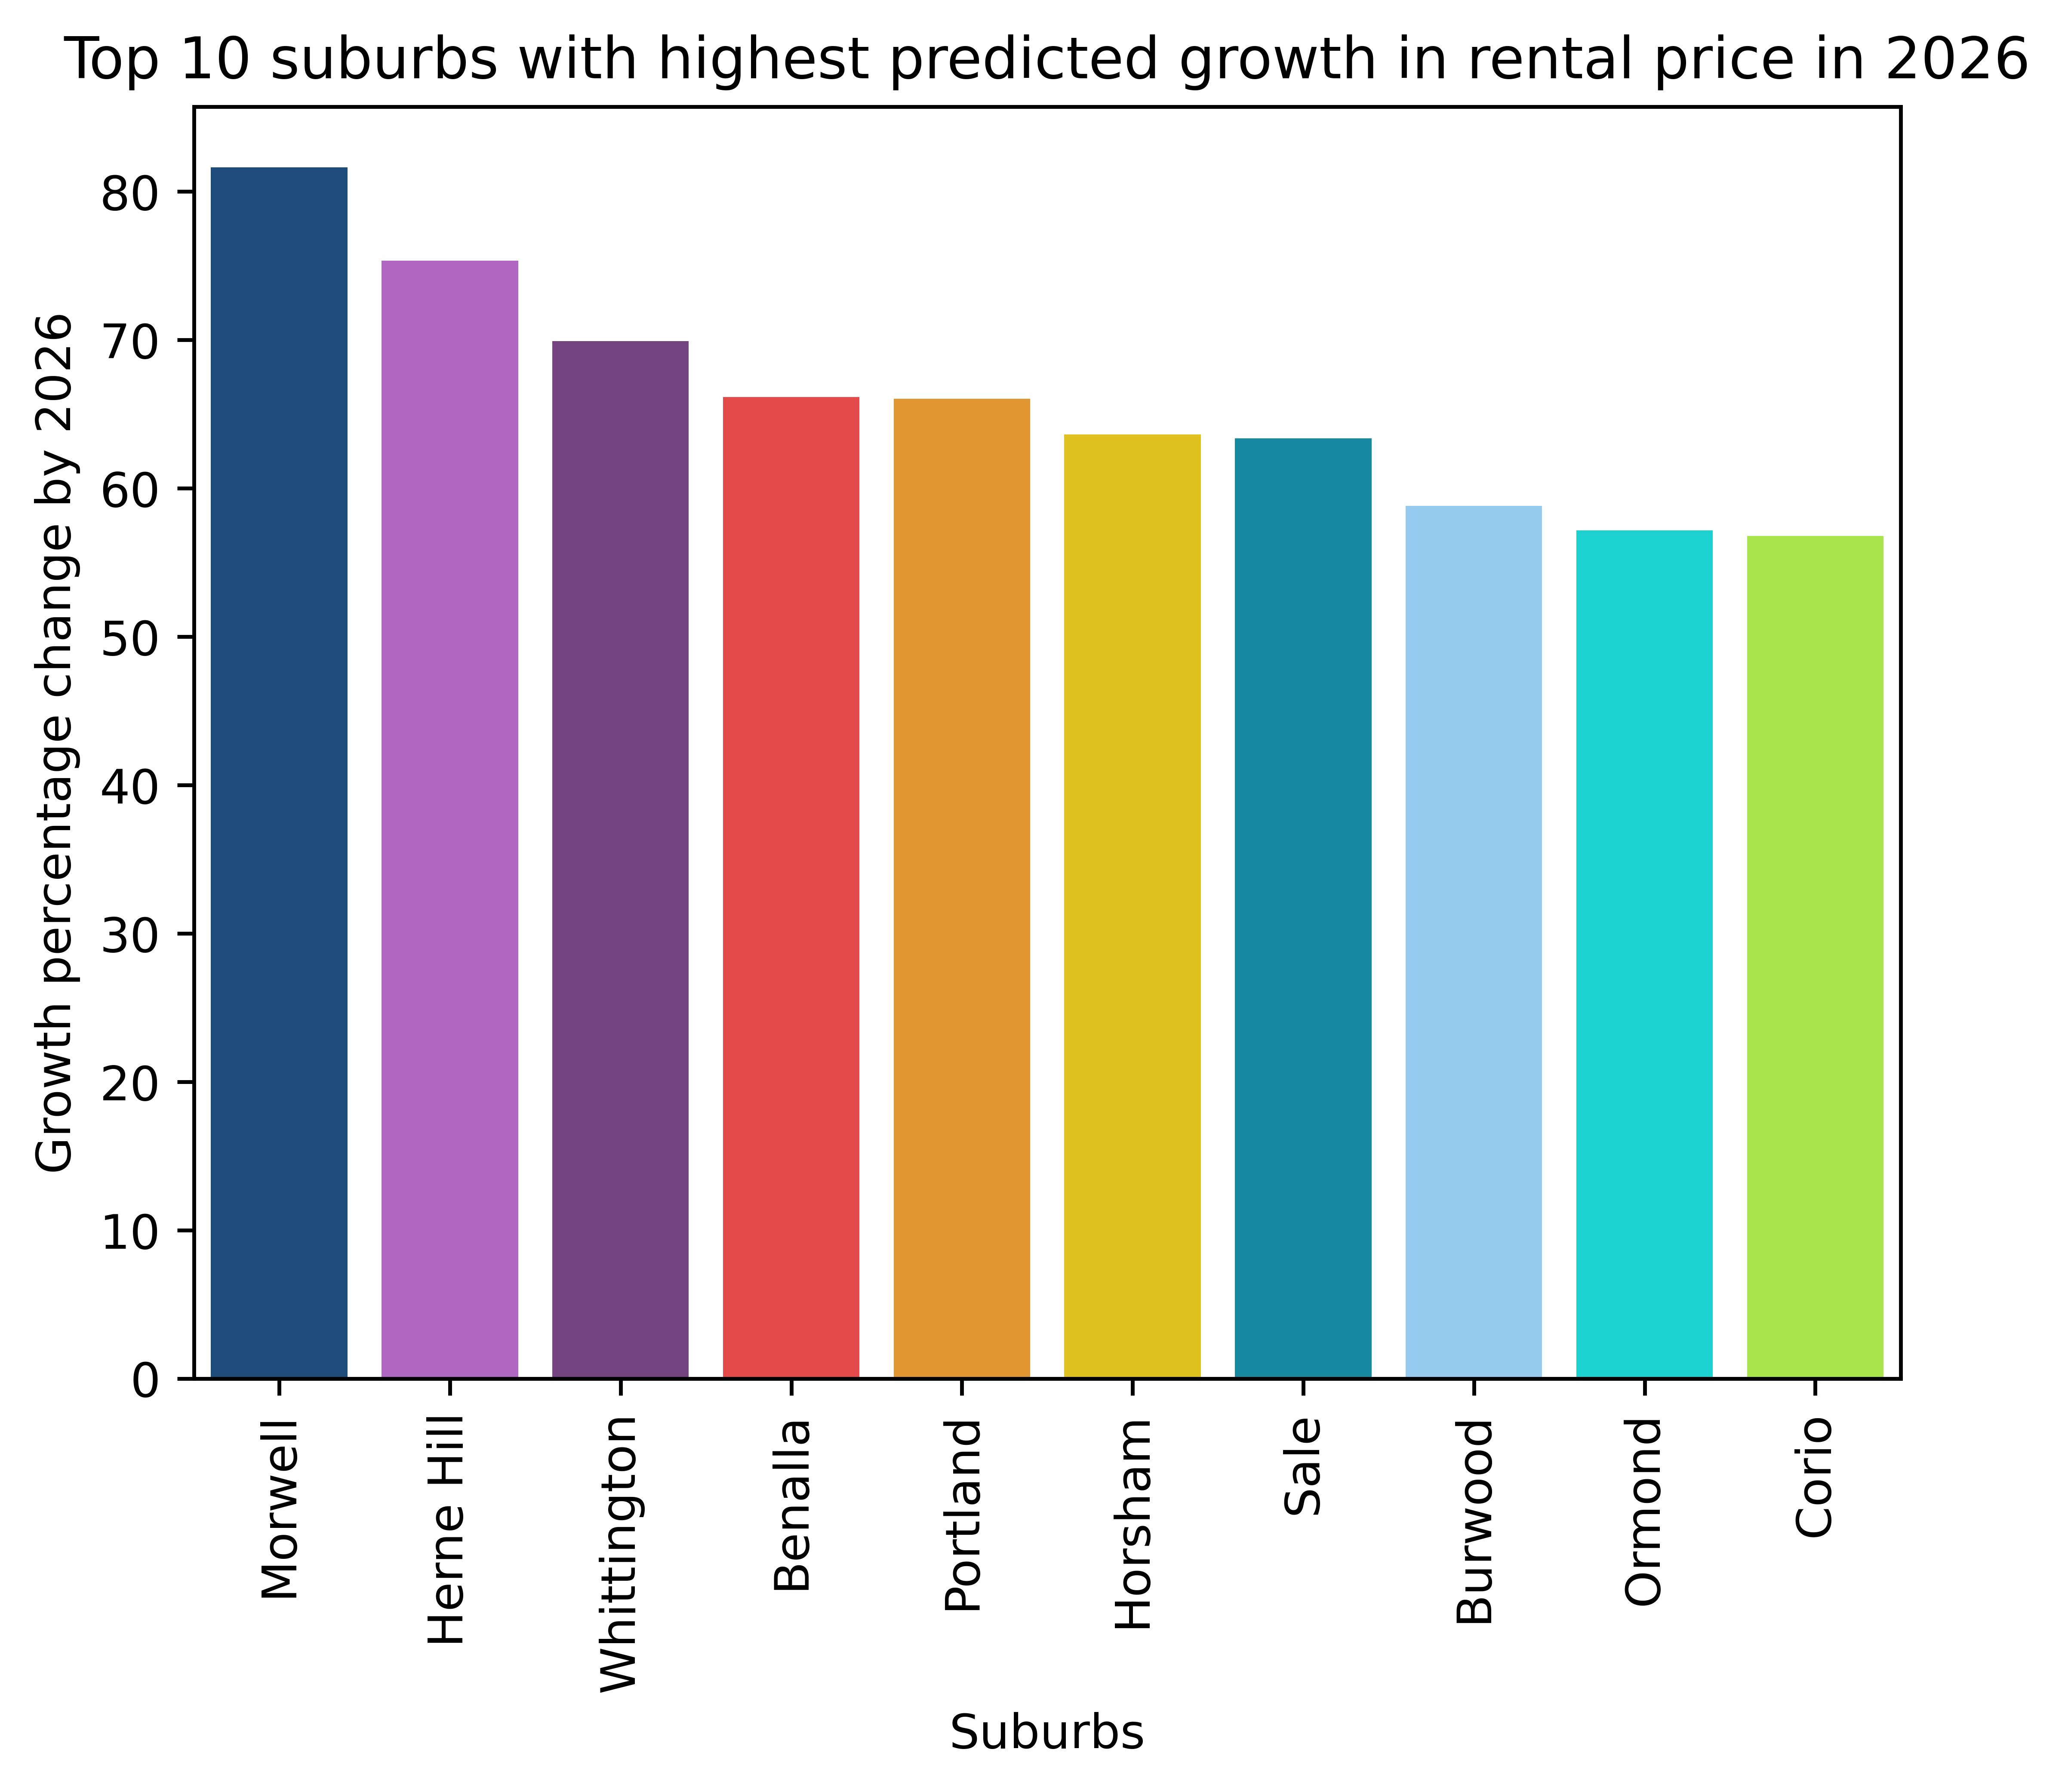 Top 10 suburbs with highest predicted growth in rental price in 2026
Growth percentage change by 2026
80
70
60
50
40
30
20
10
0
Morwell
Herne Hill
Whittington
Benalla
Portland
Horsham
Sale
Burwood
Ormond
Corio
Suburbs